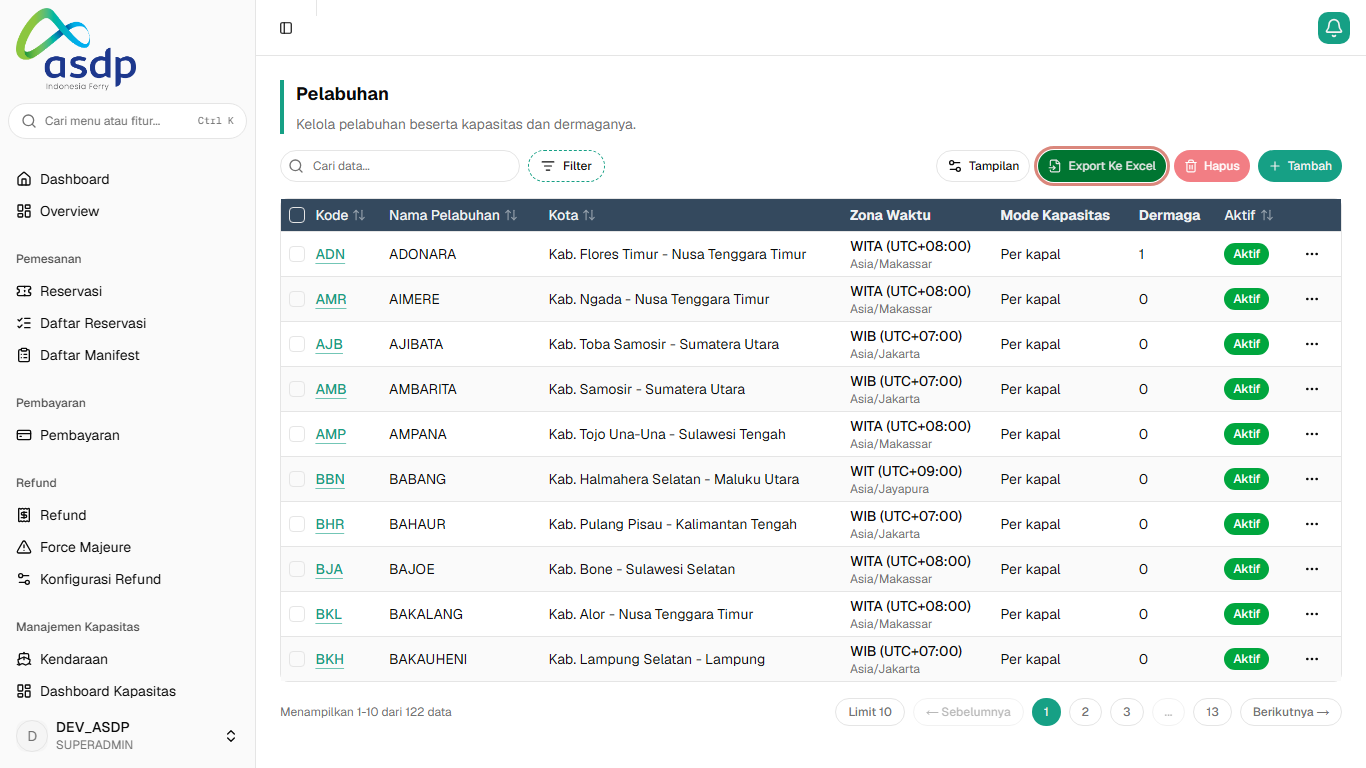 asdp
Indonesia Ferry
Cari menu atau fitur... Ctrl K
Dashboard
Overview
Pemesanan
Reservasi
Daftar Reservasi
Daftar Manifest
Pembayaran
Pembayaran
Refund
Refund
Force Majeure
Konfigurasi Refund
Manajemen Kapasitas
Kendaraan
Dashboard Kapasitas
D DEV_ASDP
SUPERADMIN
Pelabuhan
Kelola pelabuhan beserta kapasitas dan dermaganya.
Cari data... Filter Tampilan Export Ke Excel Hapus + Tambah
Kode Nama Pelabuhan Kota Zona Waktu Mode Kapasitas Dermaga Aktif
ADN ADONARA Kab. Flores Timur - Nusa Tenggara Timur WITA (UTC+08:00) Per kapal 1 Aktif ...
Asia/Makassar
AMR AIMERE Kab. Ngada - Nusa Tenggara Timur WITA (UTC+08:00) Per kapal 0 Aktif ...
Asia/Makassar
AJB AJIBATA Kab. Toba Samosir - Sumatera Utara WIB (UTC+07:00) Per kapal 0 Aktif ...
Asia/Jakarta
AMB AMBARITA Kab. Samosir - Sumatera Utara WIB (UTC+07:00) Per kapal 0 Aktif ...
Asia/Jakarta
AMP AMPANA Kab. Tojo Una-Una - Sulawesi Tengah WITA (UTC+08:00) Per kapal 0 Aktif ...
Asia/Makassar
BBN BABANG Kab. Halmahera Selatan - Maluku Utara WIT (UTC+09:00) Per kapal 0 Aktif ...
Asia/Jayapura
BHR BAHAUR Kab. Pulang Pisau - Kalimantan Tengah WIB (UTC+07:00) Per kapal 0 Aktif ...
Asia/Jakarta
BJA BAJOE Kab. Bone - Sulawesi Selatan WITA (UTC+08:00) Per kapal 0 Aktif ...
Asia/Makassar
BKL BAKALANG Kab. Alor - Nusa Tenggara Timur WITA (UTC+08:00) Per kapal 0 Aktif ...
Asia/Makassar
BKH BAKAUHENI Kab. Lampung Selatan - Lampung WIB (UTC+07:00) Per kapal 0 Aktif ...
Asia/Jakarta
Menampilkan 1-10 dari 122 data Limit 10 ← Sebelumnya 1 2 3 ... 13 Berikutnya →